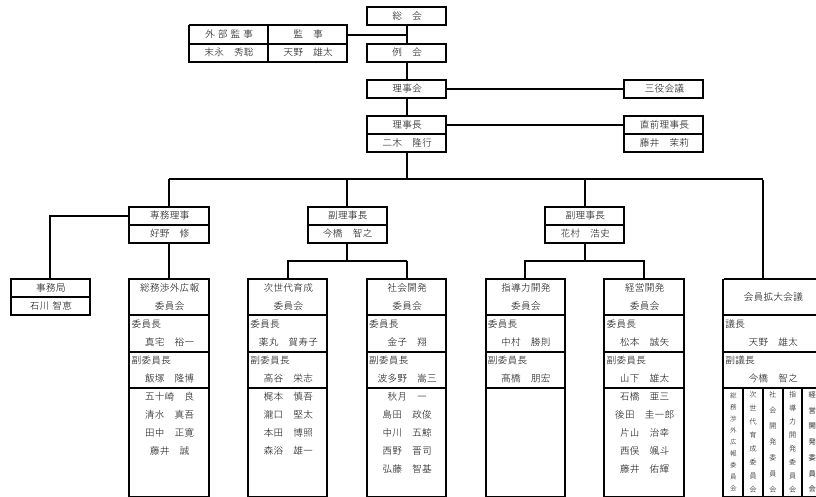 総　会
外 部 監 事　監　事
末永　秀聡　天野　雄太
例　会
理事会　三役会議
理事長　直前理事長
二木　隆行　藤井　茉莉
専務理事　副理事長　副理事長
好野　修　今橋　智之　花村　浩史
事務局
石川 智恵
総務渉外広報
委員会
委員長
真宅　裕一
副委員長
飯塚　隆博
五十崎　良
清水　真吾
田中　正寛
藤井　誠
次世代育成
委員会
委員長
薬丸　賀寿子
副委員長
高谷　栄志
梶本　慎吾
瀧口　堅太
本田　博照
森浴　雄一
社会開発
委員会
委員長
金子　翔
副委員長
波多野　嵩三
秋月　一
島田　政俊
中川　五鯨
西野　晋司
弘藤　智基
指導力開発
委員会
委員長
中村　勝則
副委員長
髙橋　朋宏
経営開発
委員会
委員長
松本　誠矢
副委員長
山下　雄太
石橋　亜三
後田　圭一郎
片山　治幸
西俣　颯斗
藤井　佑輝
会員拡大会議
議長
天野　雄太
副議長
今橋　智之
総務渉外広報委員会
次世代育成委員会
社会開発委員会
指導力開発委員会
経営開発委員会